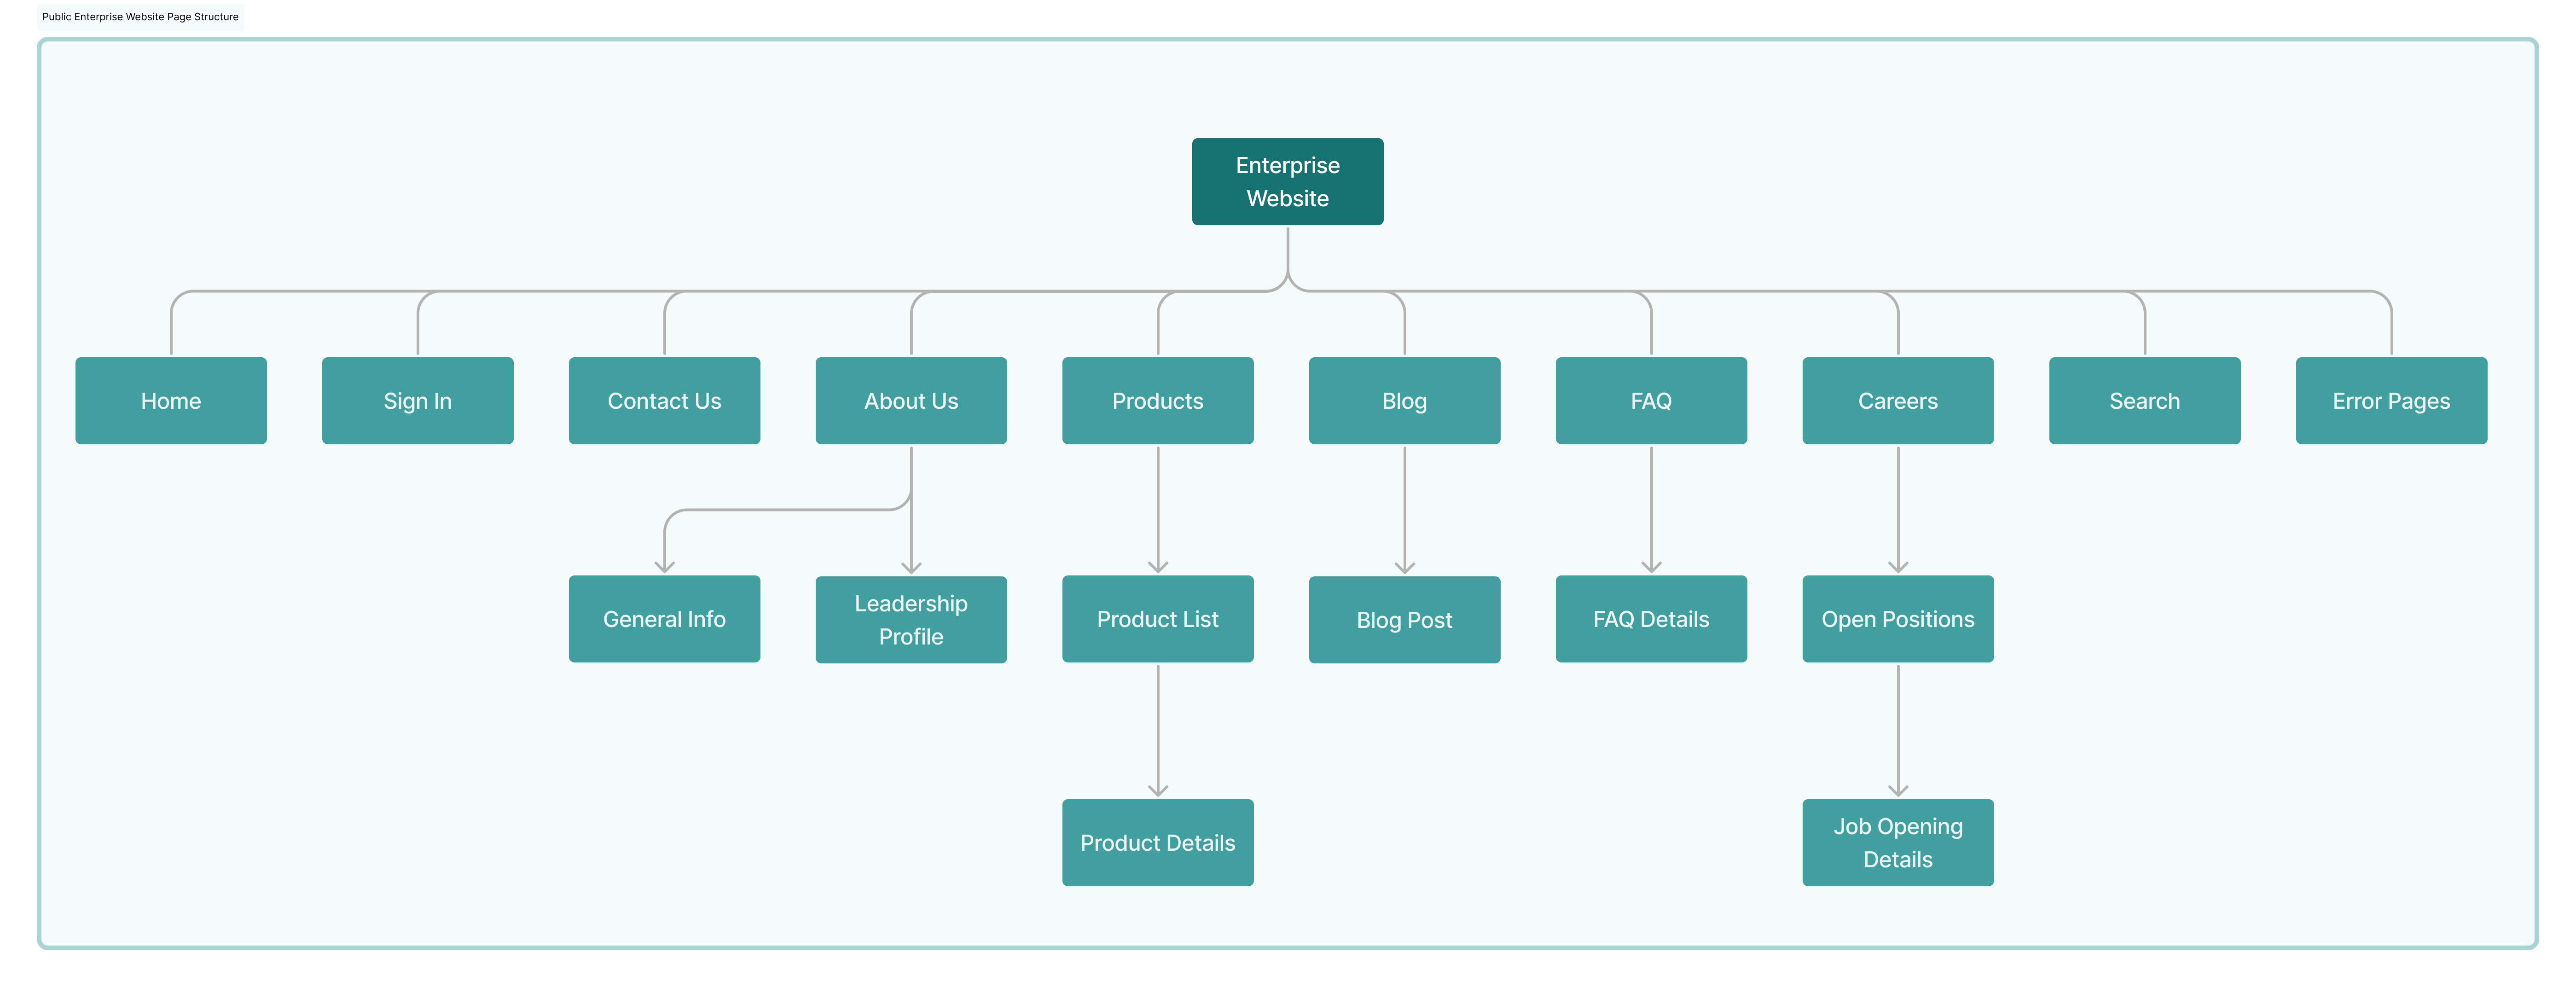 Public Enterprise Website Page Structure
Enterprise
Website
Home
Sign In
Contact Us
About Us
Products
Blog
FAQ
Careers
Search
Error Pages
General Info
Leadership
Profile
Product List
Blog Post
FAQ Details
Open Positions
Product Details
Job Opening
Details